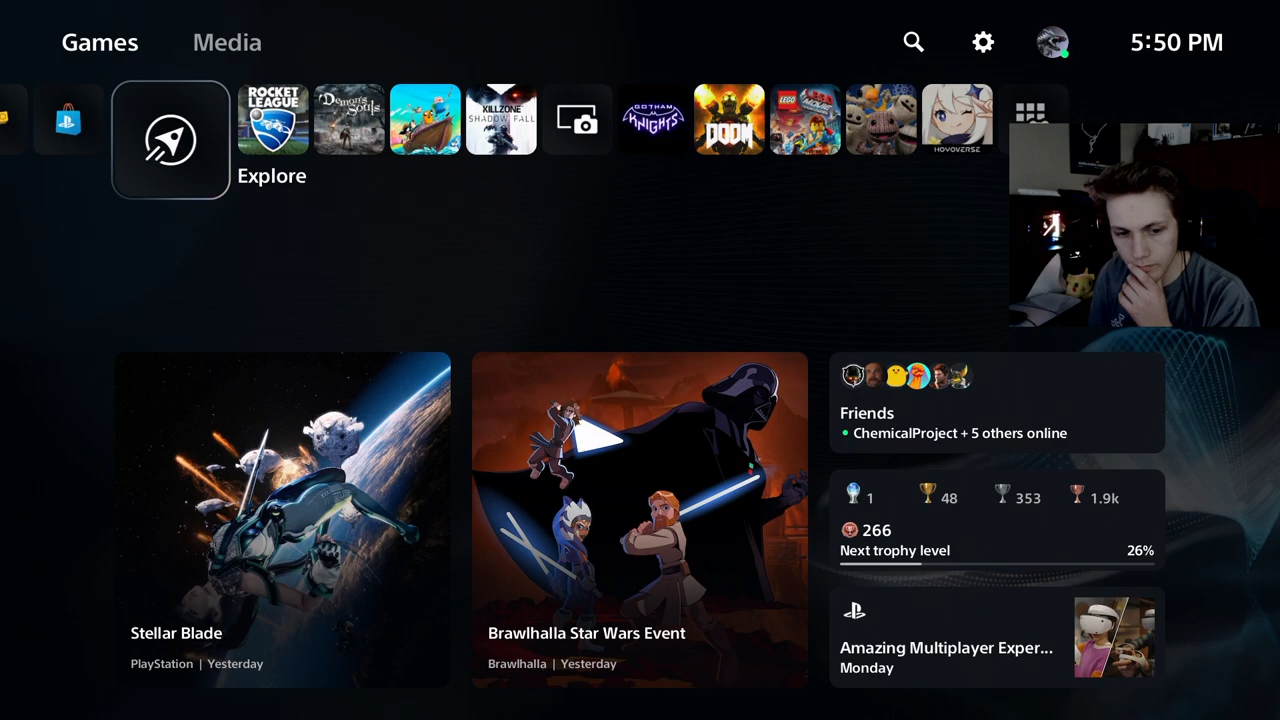 Games
Media
5:50 PM
ROCKET
LEAGUE
Demon's
Souls
KILLZONE
SHADOW FALL
GOTHAM
KNIGHTS
DOOM
LEGO
LEGO
MOVIE
HOYOVERSE
Explore
Stellar Blade
PlayStation | Yesterday
Brawlhalla Star Wars Event
Brawlhalla | Yesterday
Friends
ChemicalProject + 5 others online
1
48
353
1.9k
266
Next trophy level
26%
Amazing Multiplayer Exper...
Monday